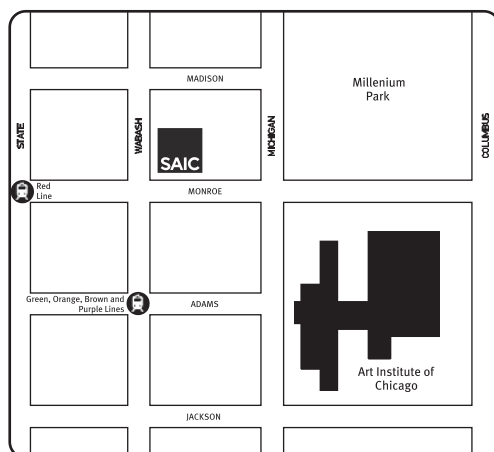 MADISON
Millenium
Park
STATE
WABASH
MICHIGAN
COLUMBUS
SAIC
Red
Line
MONROE
Green, Orange, Brown and
Purple Lines
ADAMS
Art Institute of
Chicago
JACKSON